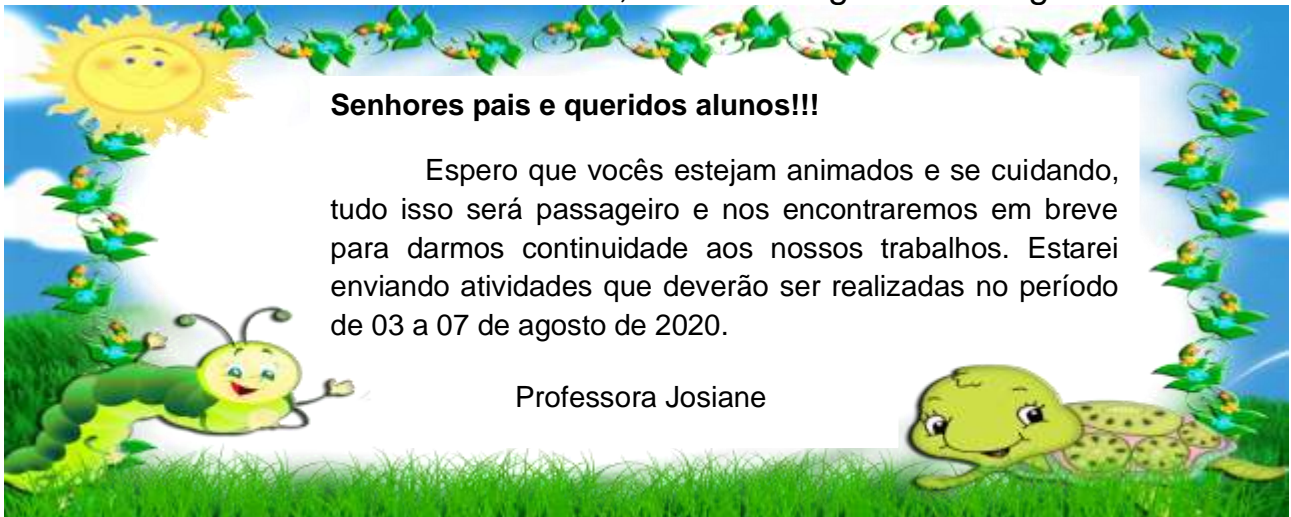 Senhores pais e queridos alunos!!!
Espero que vocês estejam animados e se cuidando,
tudo isso será passageiro e nos encontraremos em breve
para darmos continuidade aos nossos trabalhos. Estarei
enviando atividades que deverão ser realizadas no período
de 03 a 07 de agosto de 2020.
Professora Josiane